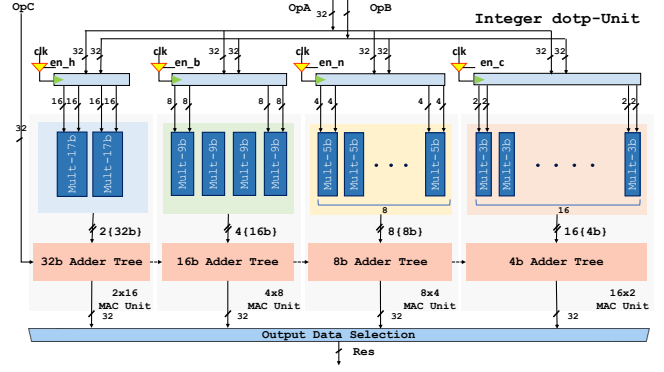 OpC
OpA
OpB
32
Integer dotp-Unit
32 32
32 32
32 32
32 32
clk
en_h
clk
en_b
clk
en_n
clk
en_c
16 16
16 16
8 8
8 8
4 4
4 4
2 2
2 2
32
Mult-17b
Mult-17b
Mult-9b
Mult-9b
Mult-9b
Mult-9b
Mult-5b
Mult-5b
. . . .
Mult-5b
Mult-3b
Mult-3b
. . . .
Mult-3b
8
16
2{32b}
4{16b}
8{8b}
16{4b}
32b Adder Tree
16b Adder Tree
8b Adder Tree
4b Adder Tree
2x16
MAC Unit
4x8
MAC Unit
8x4
MAC Unit
16x2
MAC Unit
32
32
32
32
Output Data Selection
Res